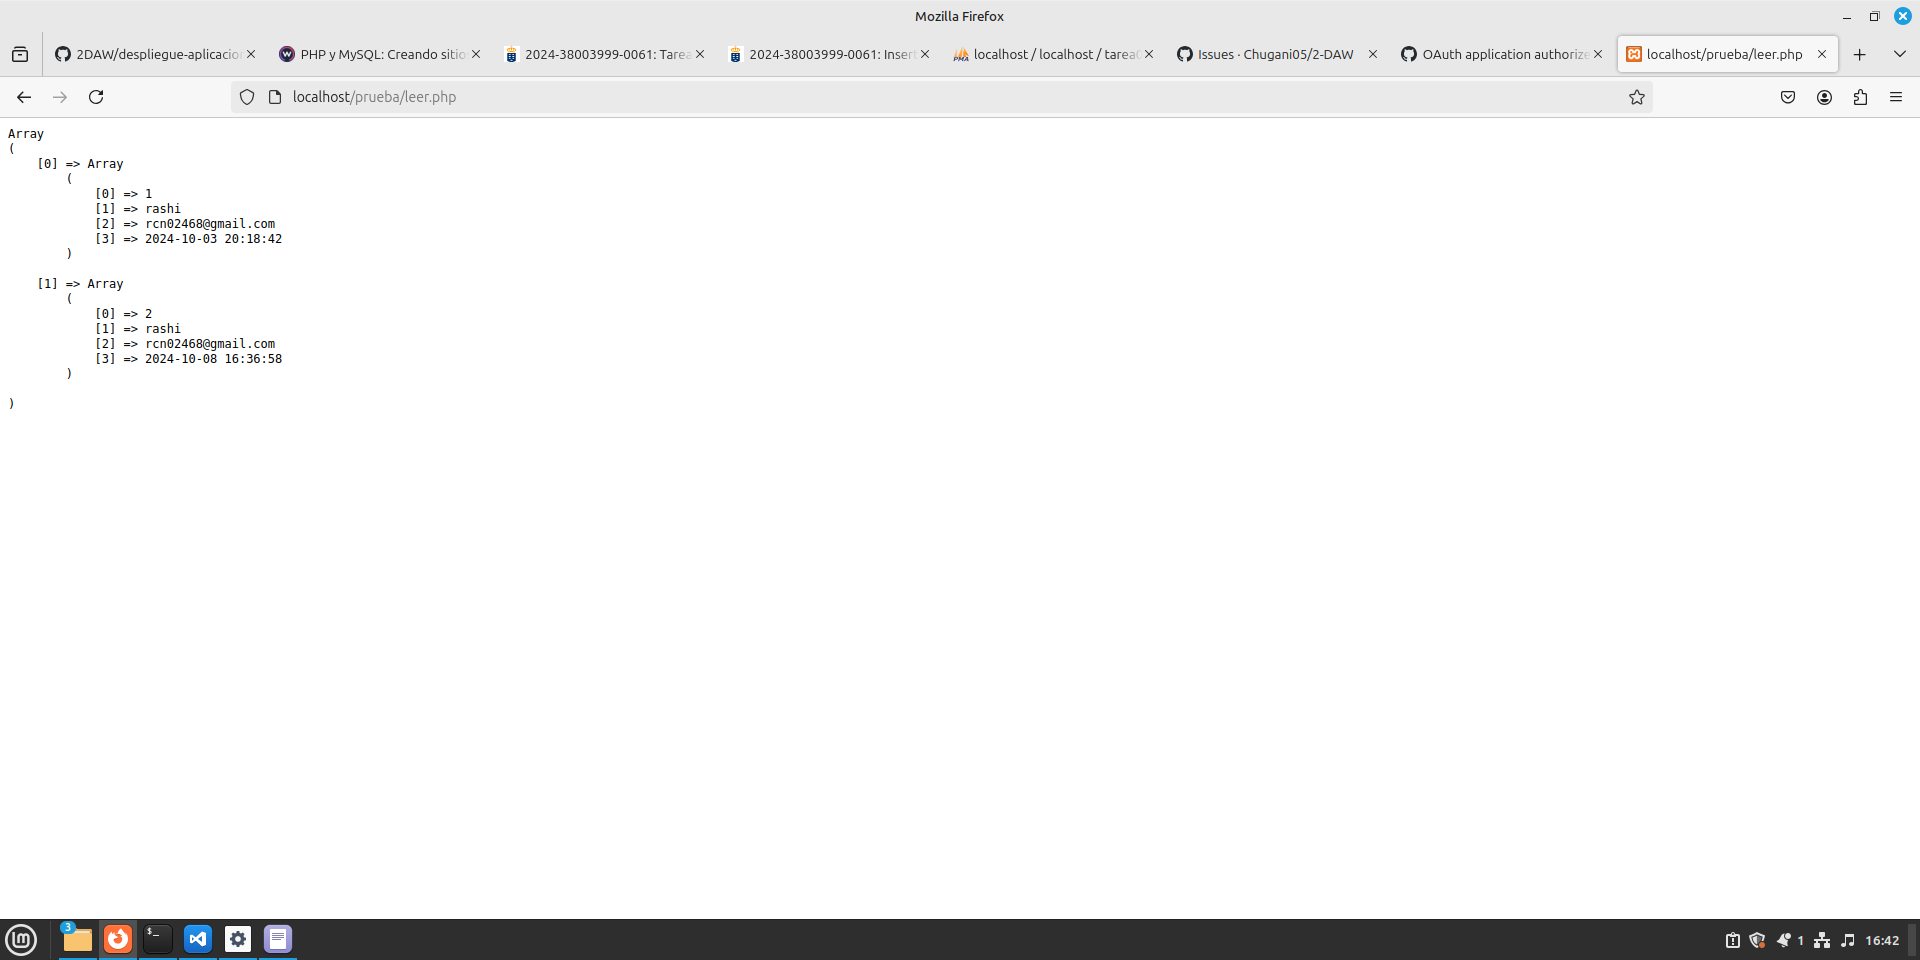 Mozilla Firefox
2DAW/despliegue-aplicacio
PHP y MySQL: Creando sitio
2024-38003999-0061: Tarea
2024-38003999-0061: Insert
localhost / localhost / tarea
Issues · Chugani05/2-DAW
OAuth application authorize
localhost/prueba/leer.php
localhost/prueba/leer.php
Array
(
[0] => Array
(
[0] => 1
[1] => rashi
[2] => rcn02468@gmail.com
[3] => 2024-10-03 20:18:42
)
[1] => Array
(
[0] => 2
[1] => rashi
[2] => rcn02468@gmail.com
[3] => 2024-10-08 16:36:58
)
)
3
1
16:42